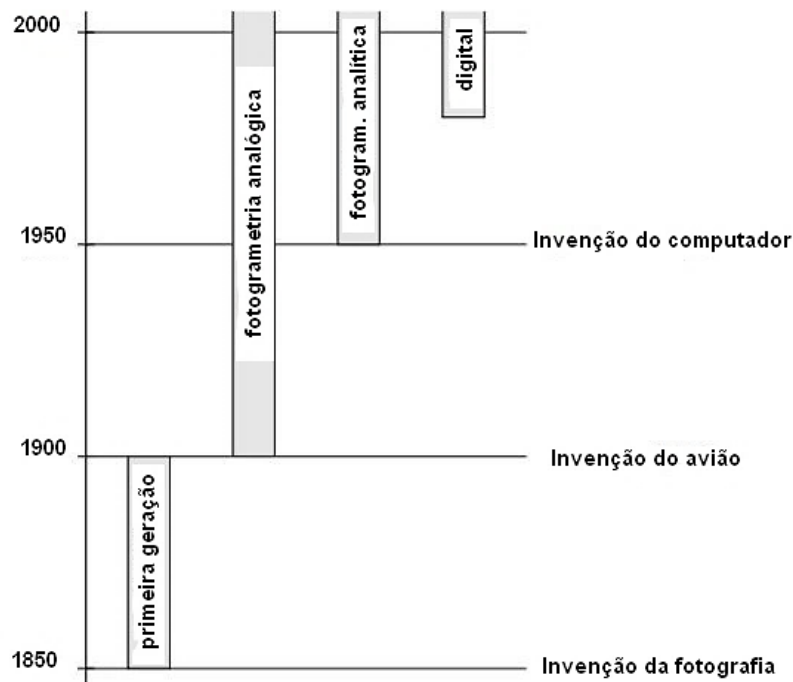 2000
fotogrametria analógica
fotogram. analítica
digital
1950
Invenção do computador
1900
Invenção do avião
primeira geração
1850
Invenção da fotografia